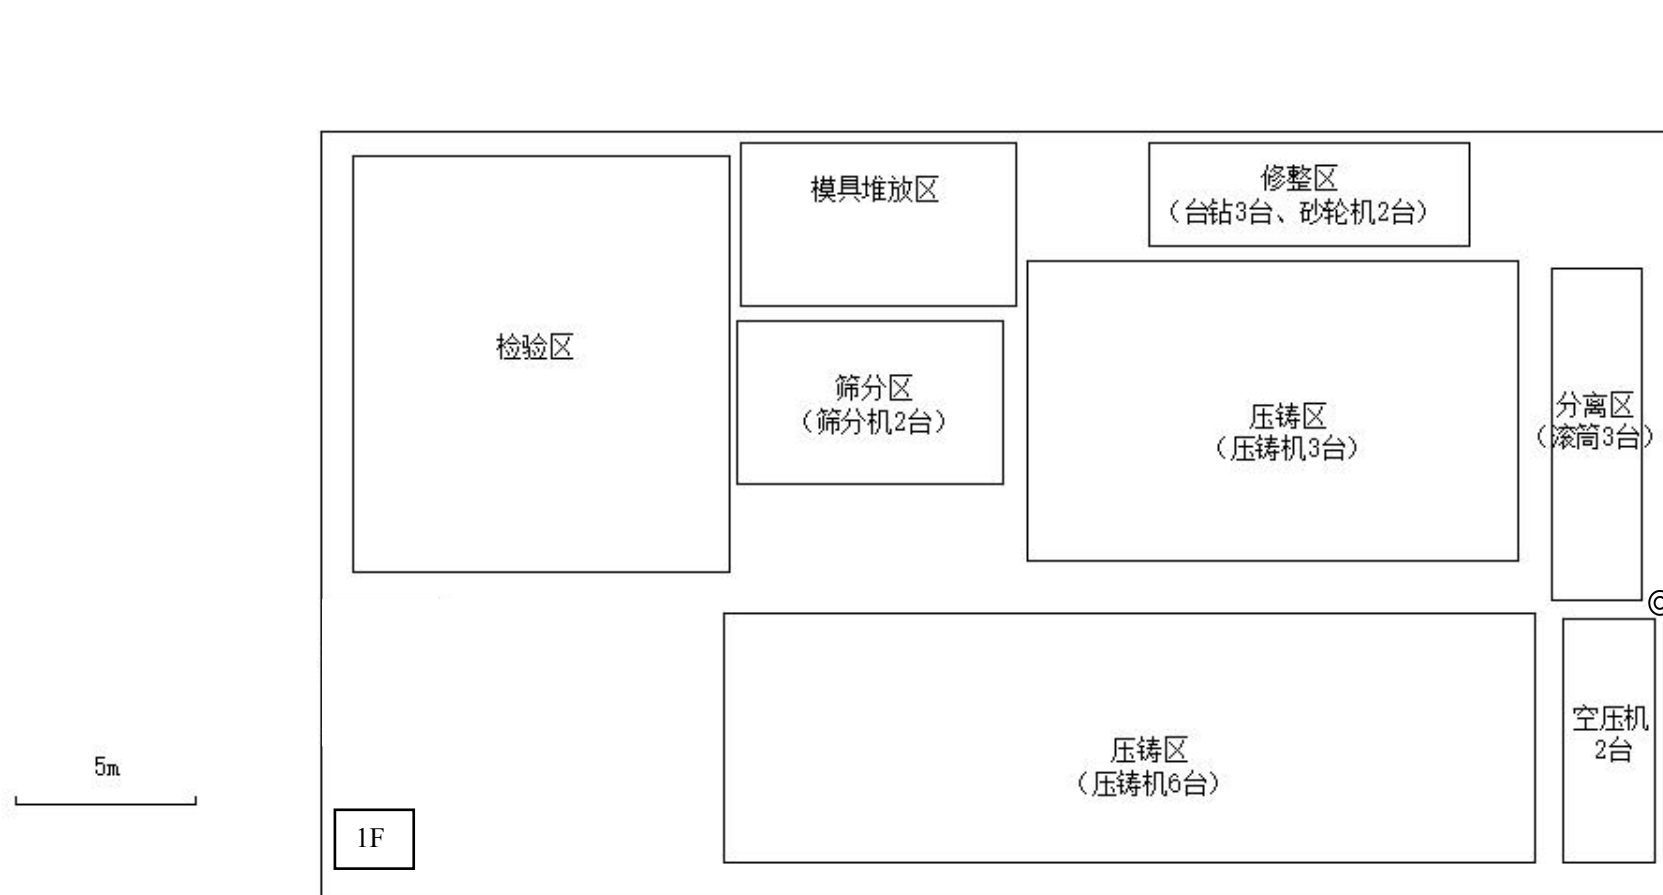 模具堆放区
修整区
（台钻3台、砂轮机2台）
检验区
筛分区
（筛分机2台）
压铸区
（压铸机3台）
分离区
（滚筒3台）
空压机
2台
压铸区
（压铸机6台）
5m
1F